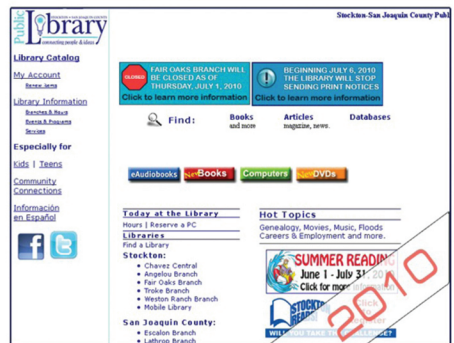 Public
Library
connecting people & ideas
Stockton-San Joaquin County Publ
Library Catalog
My Account
Renew Items
Library Information
Branches & Hours
Events & Programs
Services
Especially for
Kids | Teens
Community
Connections
Información
en Español
CLOSED
FAIR OAKS BRANCH WILL
BE CLOSED AS OF
THURSDAY, JULY 1, 2010
Click to learn more information
BEGINNING JULY 6, 2010
THE LIBRARY WILL STOP
SENDING PRINT NOTICES
Click to learn more information
Find:
Books
and more
Articles
magazine, news.
Databases
eAudiobooks
New Books
Computers
New DVDs
Today at the Library
Hours | Reserve a PC
Libraries
Find a Library
Stockton:
Chavez Central
Angelou Branch
Fair Oaks Branch
Troke Branch
Weston Ranch Branch
Mobile Library
San Joaquin County:
Escalon Branch
Lathrop Branch
Hot Topics
Genealogy, Movies, Music, Floods
Careers & Employment and more.
SUMMER READING
June 1 - July 31, 2010
Click for more information
STOCKTON
READS
Click
to
Register
WILL YOU TAKE THE CHALLENGE?
2010